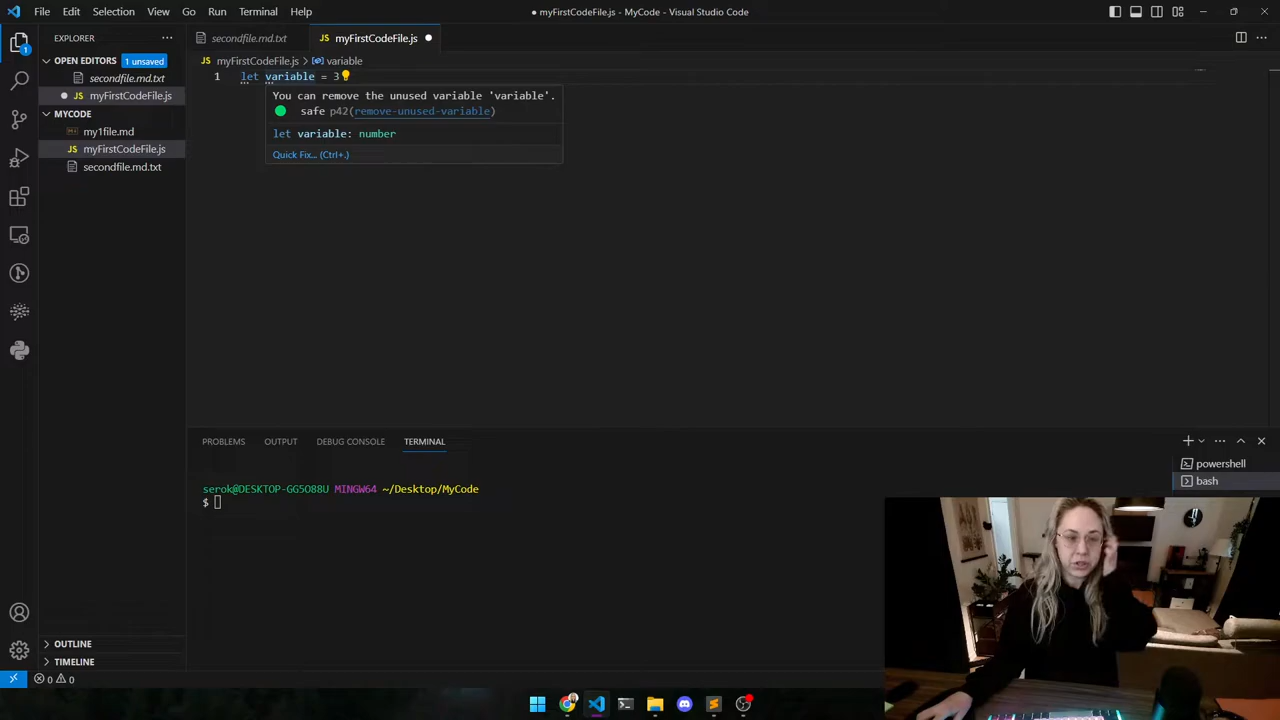 File Edit Selection View Go Run Terminal Help
● myFirstCodeFile.js - MyCode - Visual Studio Code
EXPLORER
OPEN EDITORS 1 unsaved
secondfile.md.txt
JS myFirstCodeFile.js
MYCODE
my1file.md
JS myFirstCodeFile.js
secondfile.md.txt
OUTLINE
TIMELINE
1
secondfile.md.txt JS myFirstCodeFile.js ●
JS myFirstCodeFile.js > variable
1 let variable = 3
You can remove the unused variable 'variable'.
safe p42(remove-unused-variable)
let variable: number
Quick Fix... (Ctrl+.)
PROBLEMS OUTPUT DEBUG CONSOLE TERMINAL
serok@DESKTOP-GG5O88U MINGW64 ~/Desktop/MyCode
$
powershell
bash
0 0